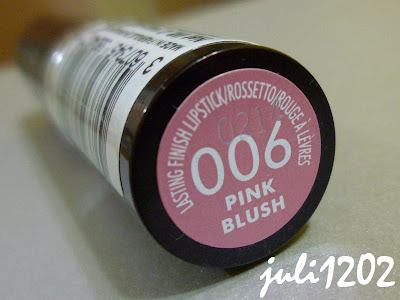 LASTING FINISH LIPSTICK/ROSSETTO/ROUGE À LÈVRES
006
PINK
BLUSH
juli1202